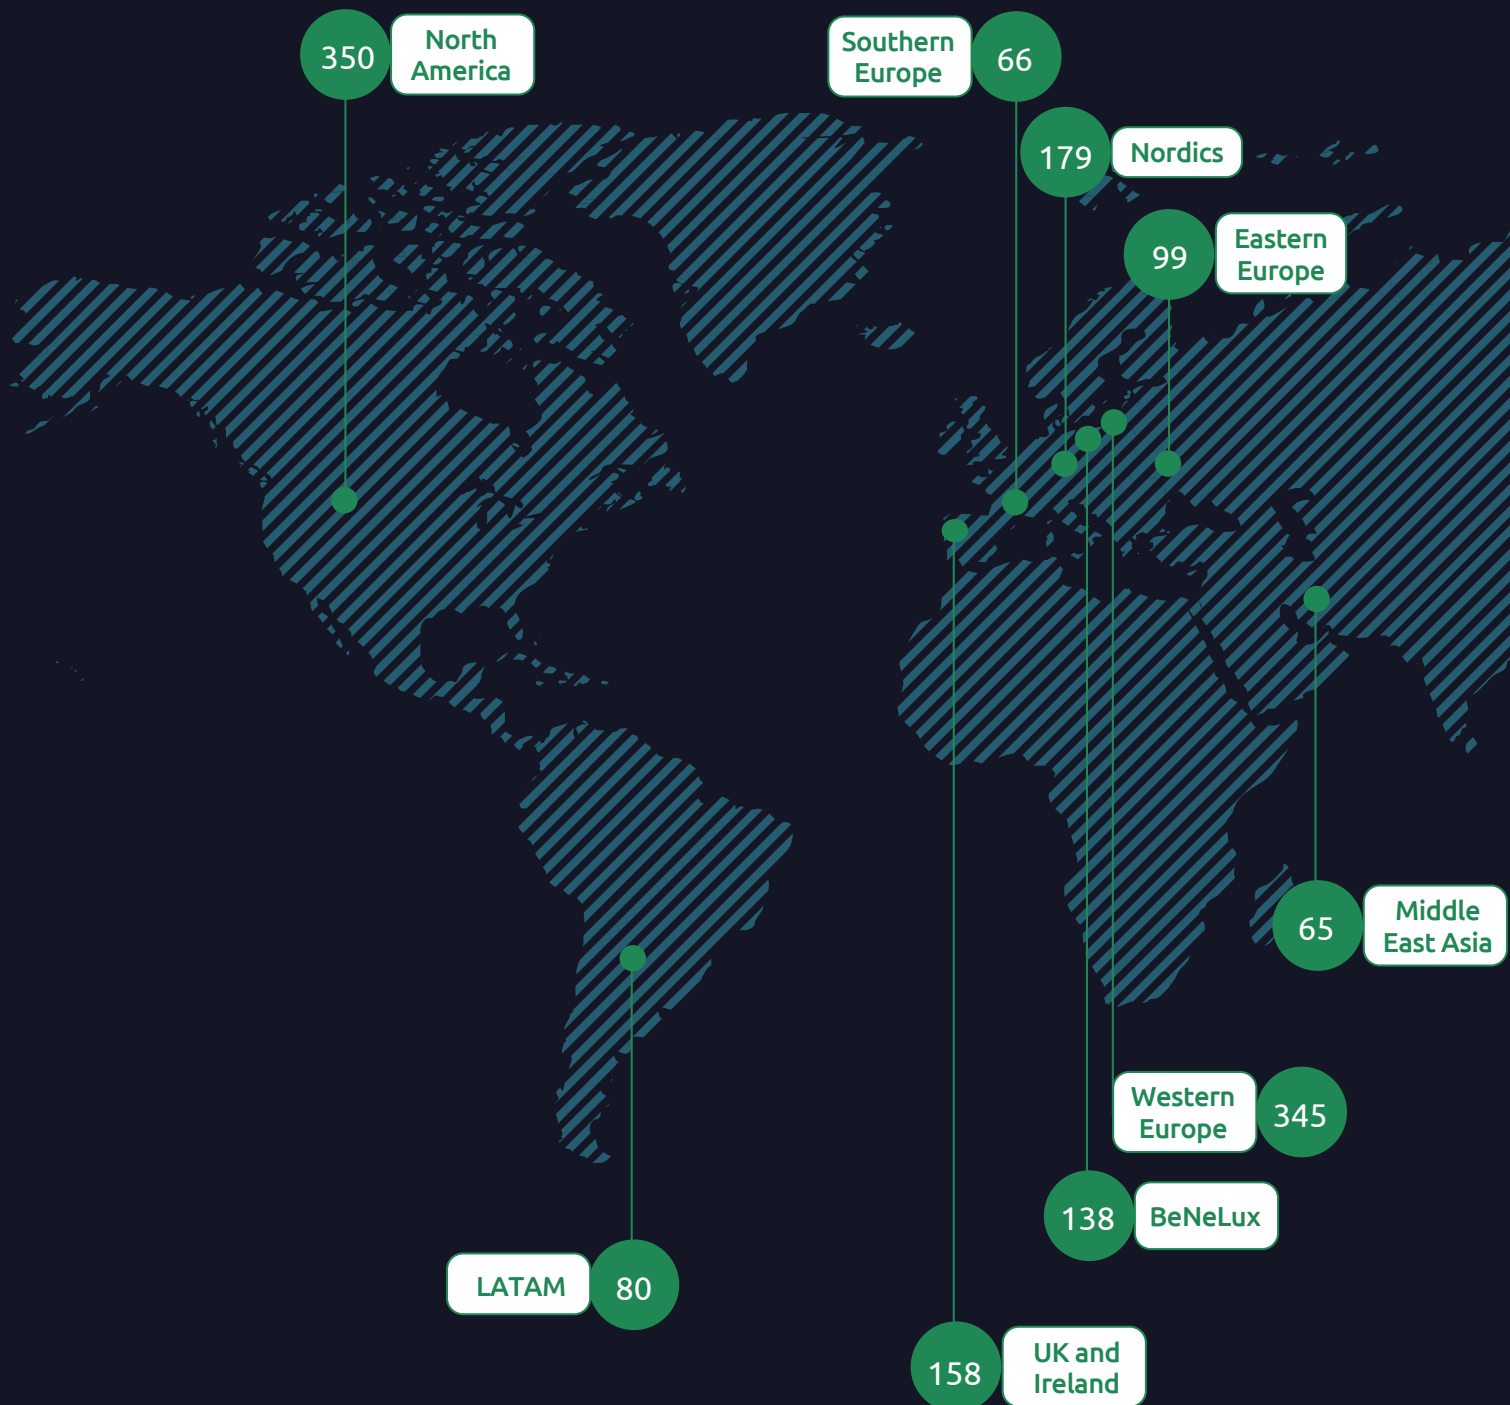 350
North
America
Southern
Europe
66
179
Nordics
99
Eastern
Europe
65
Middle
East Asia
Western
Europe
345
138
BeNeLux
LATAM
80
158
UK and
Ireland